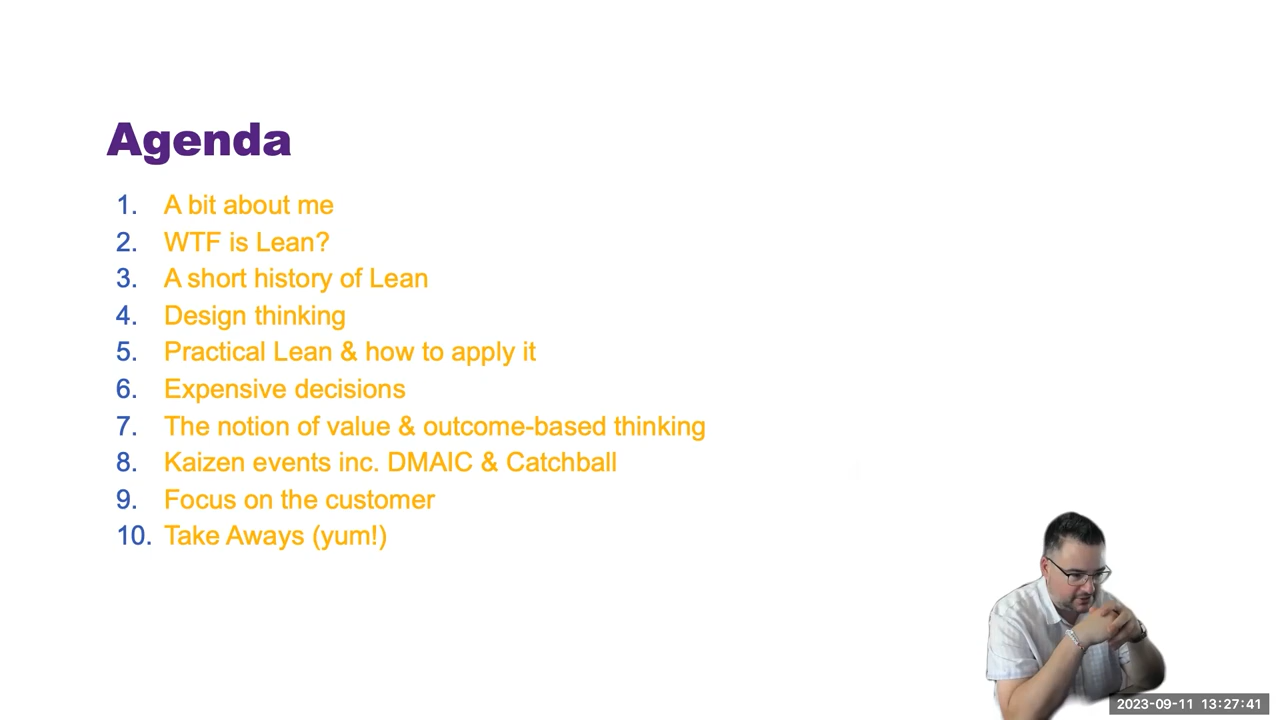 Agenda
1. A bit about me
2. WTF is Lean?
3. A short history of Lean
4. Design thinking
5. Practical Lean & how to apply it
6. Expensive decisions
7. The notion of value & outcome-based thinking
8. Kaizen events inc. DMAIC & Catchball
9. Focus on the customer
10. Take Aways (yum!)
2023-09-11 13:27:41